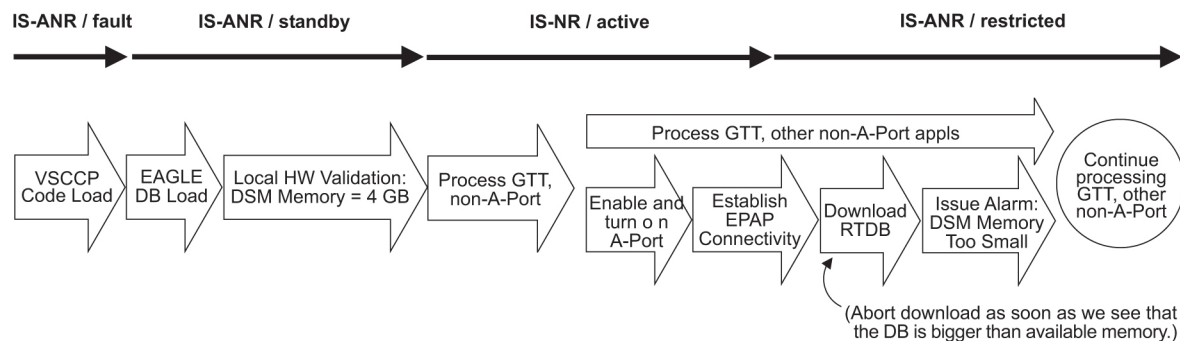 IS-ANR / fault
IS-ANR / standby
IS-NR / active
IS-ANR / restricted
Process GTT, other non-A-Port appls
VSCCP
Code Load
EAGLE
DB Load
Local HW Validation:
DSM Memory = 4 GB
Process GTT,
non-A-Port
Enable and
turn o n
A-Port
Establish
EPAP
Connectivity
Download
RTDB
Issue Alarm:
DSM Memory
Too Small
Continue
processing
GTT, other
non-A-Port
(Abort download as soon as we see that
the DB is bigger than available memory.)